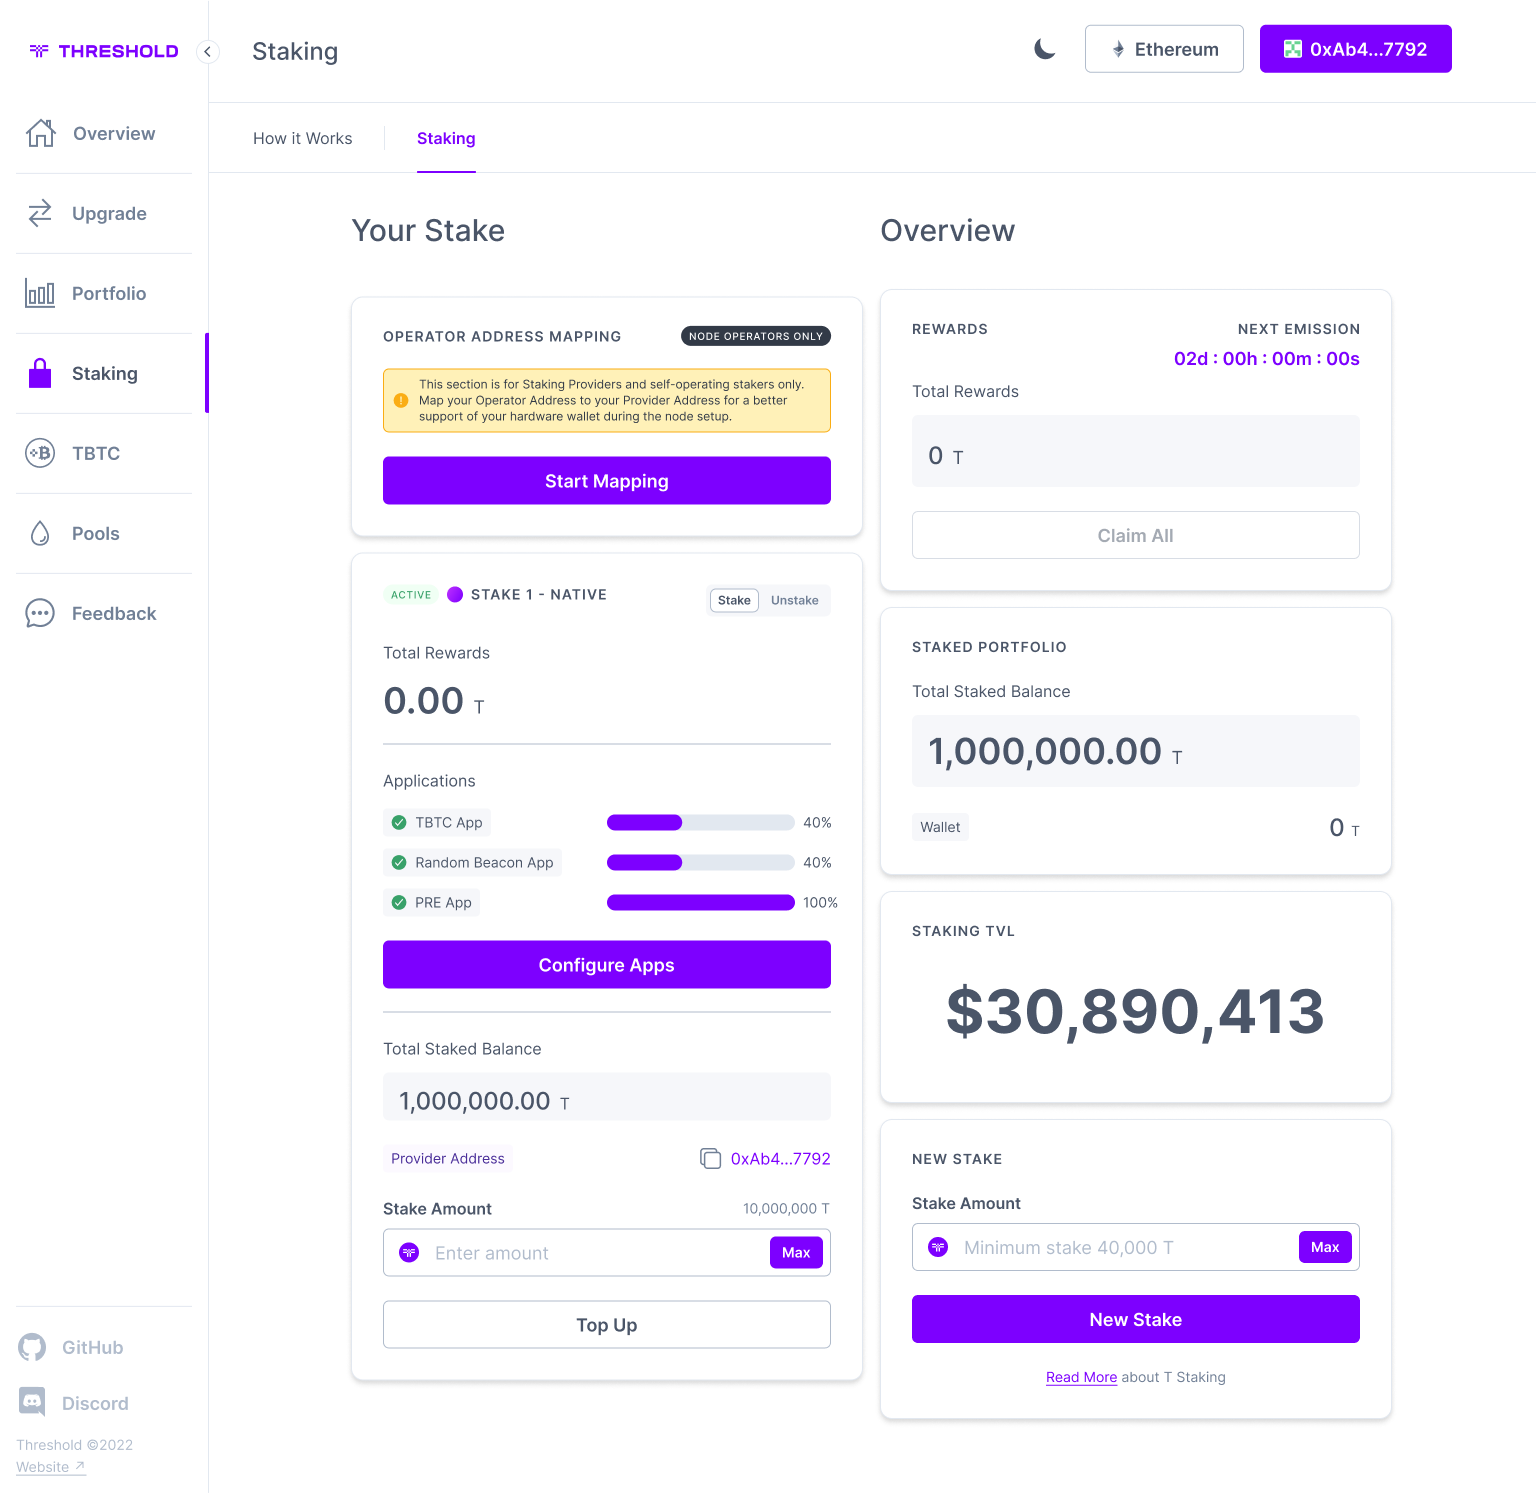 THRESHOLD
Overview
Upgrade
Portfolio
Staking
TBTC
Pools
Feedback
GitHub
Discord
Threshold ©2022
Website ↗
Staking
Ethereum
0xAb4...7792
How it Works
Staking
Your Stake
OPERATOR ADDRESS MAPPING
NODE OPERATORS ONLY
This section is for Staking Providers and self-operating stakers only.
Map your Operator Address to your Provider Address for a better
support of your hardware wallet during the node setup.
Start Mapping
ACTIVE
STAKE 1 - NATIVE
Stake
Unstake
Total Rewards
0.00 T
Applications
TBTC App
40%
Random Beacon App
40%
PRE App
100%
Configure Apps
Total Staked Balance
1,000,000.00 T
Provider Address
0xAb4...7792
Stake Amount
10,000,000 T
Enter amount
Max
Top Up
Overview
REWARDS
NEXT EMISSION
02d : 00h : 00m : 00s
Total Rewards
0 T
Claim All
STAKED PORTFOLIO
Total Staked Balance
1,000,000.00 T
Wallet
0 T
STAKING TVL
$30,890,413
NEW STAKE
Stake Amount
Minimum stake 40,000 T
Max
New Stake
Read More about T Staking